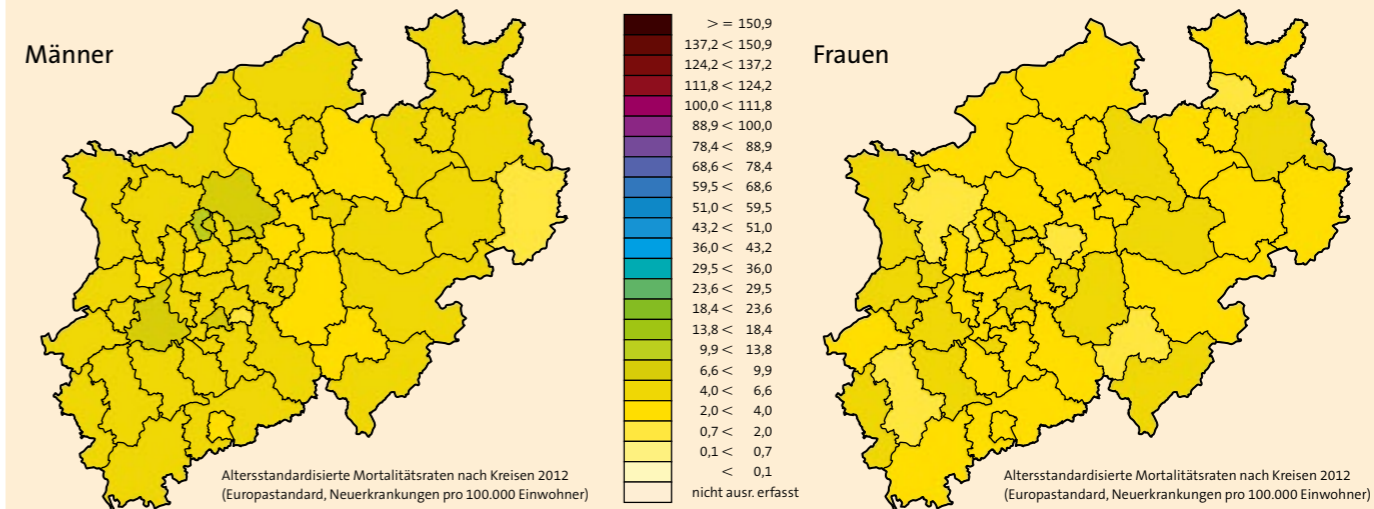 Männer
> = 150,9
137,2 < 150,9
124,2 < 137,2
111,8 < 124,2
100,0 < 111,8
88,9 < 100,0
78,4 < 88,9
68,6 < 78,4
59,5 < 68,6
51,0 < 59,5
43,2 < 51,0
36,0 < 43,2
29,5 < 36,0
23,6 < 29,5
18,4 < 23,6
13,8 < 18,4
9,9 < 13,8
6,6 < 9,9
4,0 < 6,6
2,0 < 4,0
0,7 < 2,0
0,1 < 0,7
< 0,1
nicht ausr. erfasst
Altersstandardisierte Mortalitätsraten nach Kreisen 2012
(Europastandard, Neuerkrankungen pro 100.000 Einwohner)
Frauen
Altersstandardisierte Mortalitätsraten nach Kreisen 2012
(Europastandard, Neuerkrankungen pro 100.000 Einwohner)